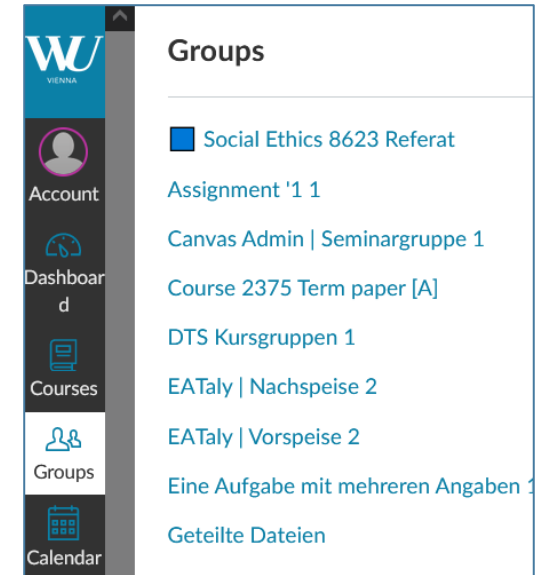 WU
VIENNA
Account
Dashboar
d
Courses
Groups
Calendar
Groups
Social Ethics 8623 Referat
Assignment '1 1
Canvas Admin | Seminargruppe 1
Course 2375 Term paper [A]
DTS Kursgruppen 1
EATaly | Nachspeise 2
EATaly | Vorspeise 2
Eine Aufgabe mit mehreren Angaben 1
Geteilte Dateien